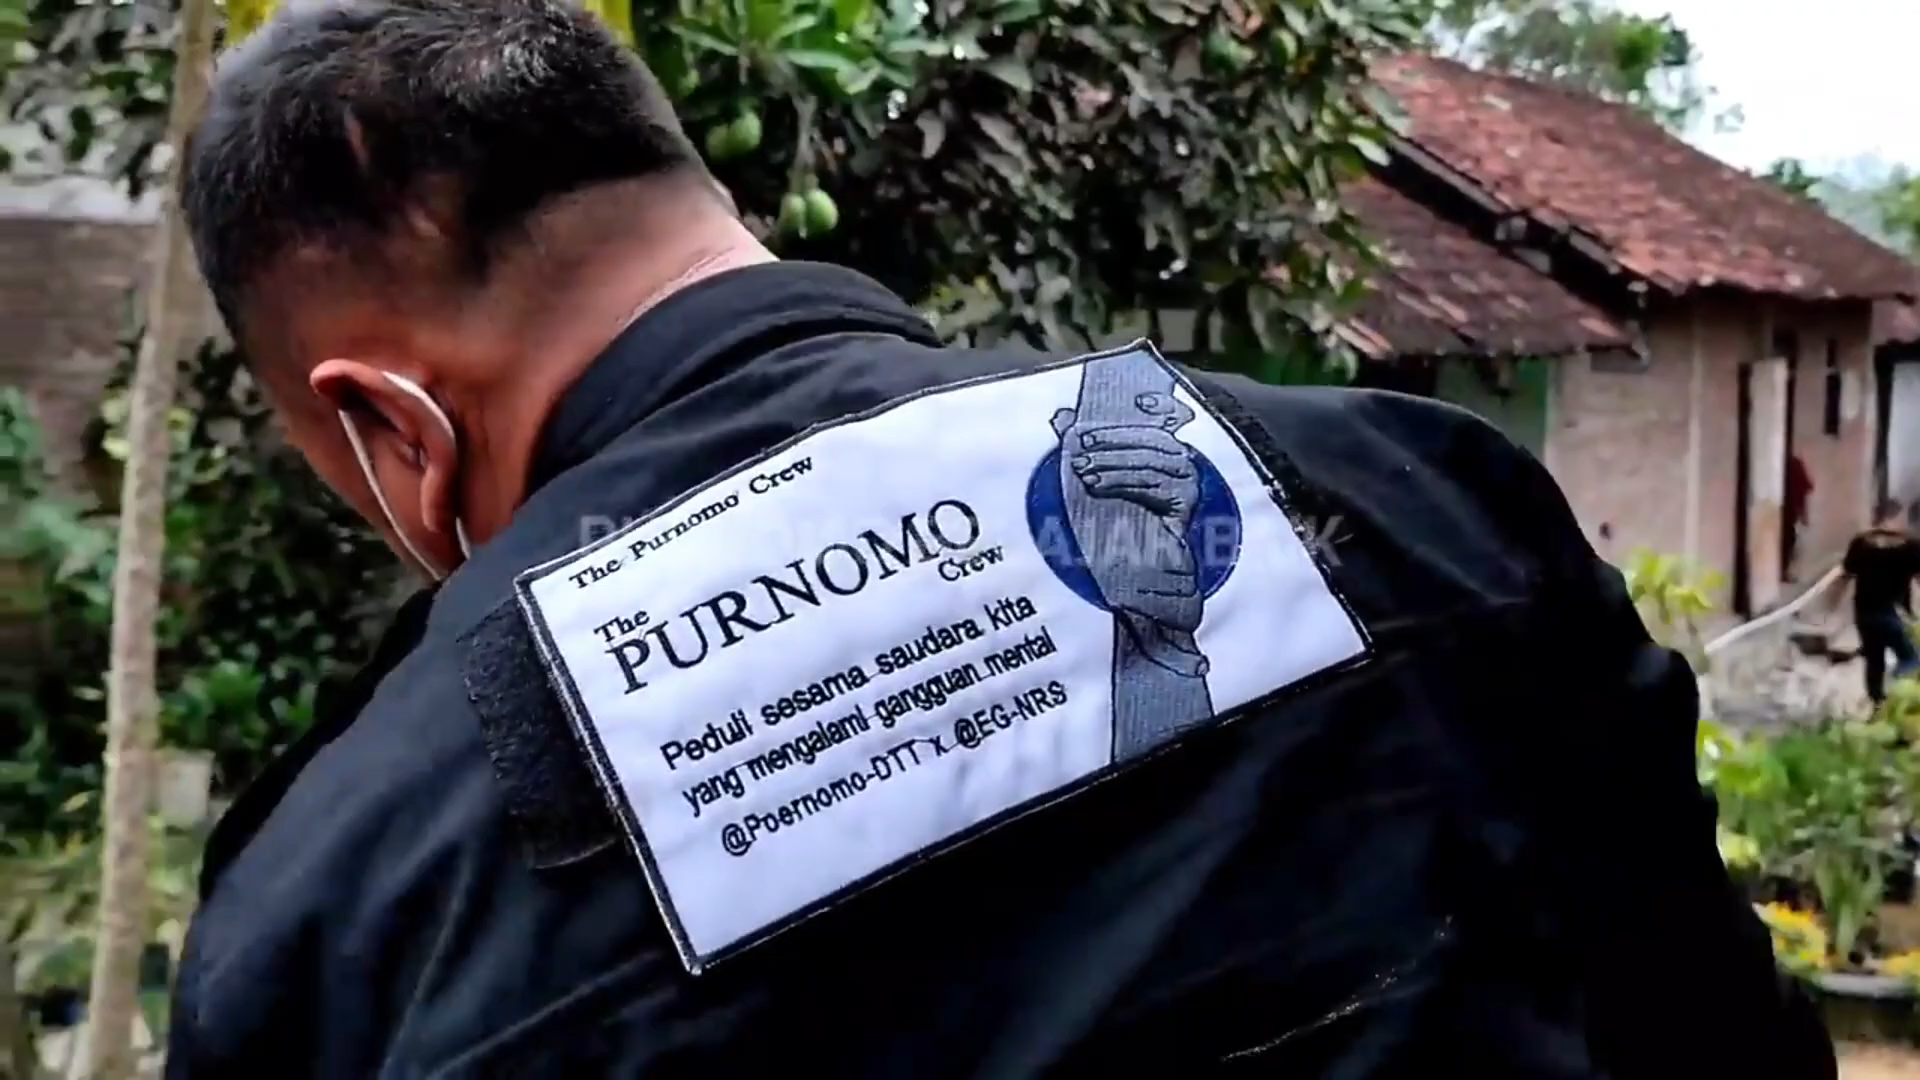 The Purnomo Crew
The
PURNOMO
Crew
Peduli sesama saudara kita
yang mengalami gangguan mental
@Poernomo-DTT x @EG-NRS